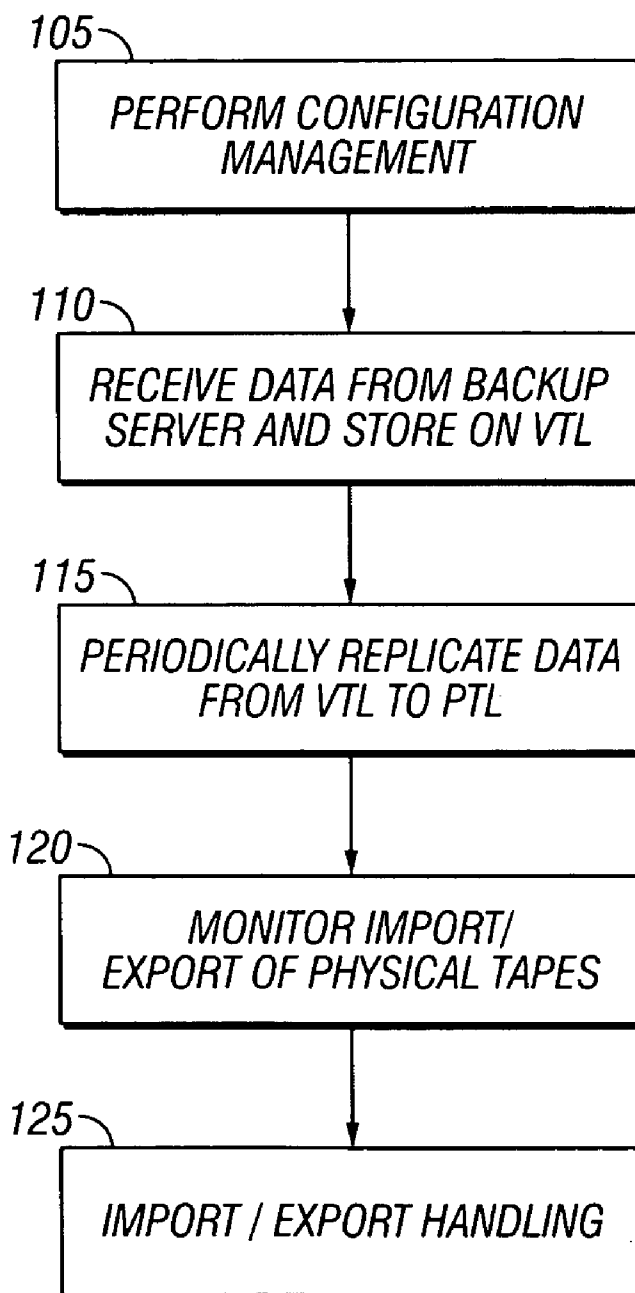 105
PERFORM CONFIGURATION
MANAGEMENT
110
RECEIVE DATA FROM BACKUP
SERVER AND STORE ON VTL
115
PERIODICALLY REPLICATE DATA
FROM VTL TO PTL
120
MONITOR IMPORT/
EXPORT OF PHYSICAL TAPES
125
IMPORT / EXPORT HANDLING